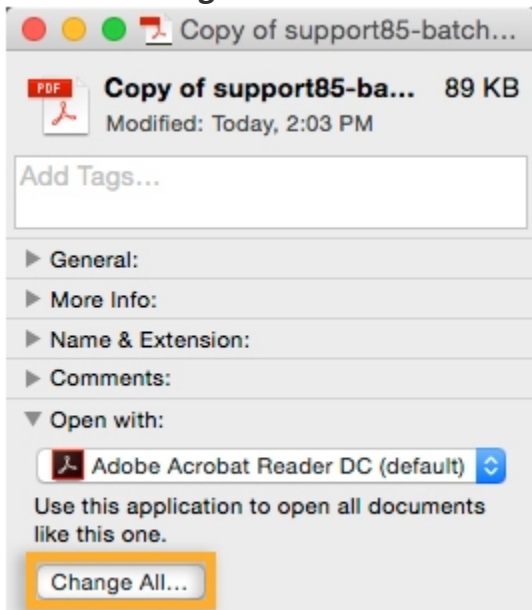 Copy of support85-batch...
PDF
Copy of support85-ba... 89 KB
Modified: Today, 2:03 PM
Add Tags...
General:
More Info:
Name & Extension:
Comments:
Open with:
Adobe Acrobat Reader DC (default)
Use this application to open all documents
like this one.
Change All...